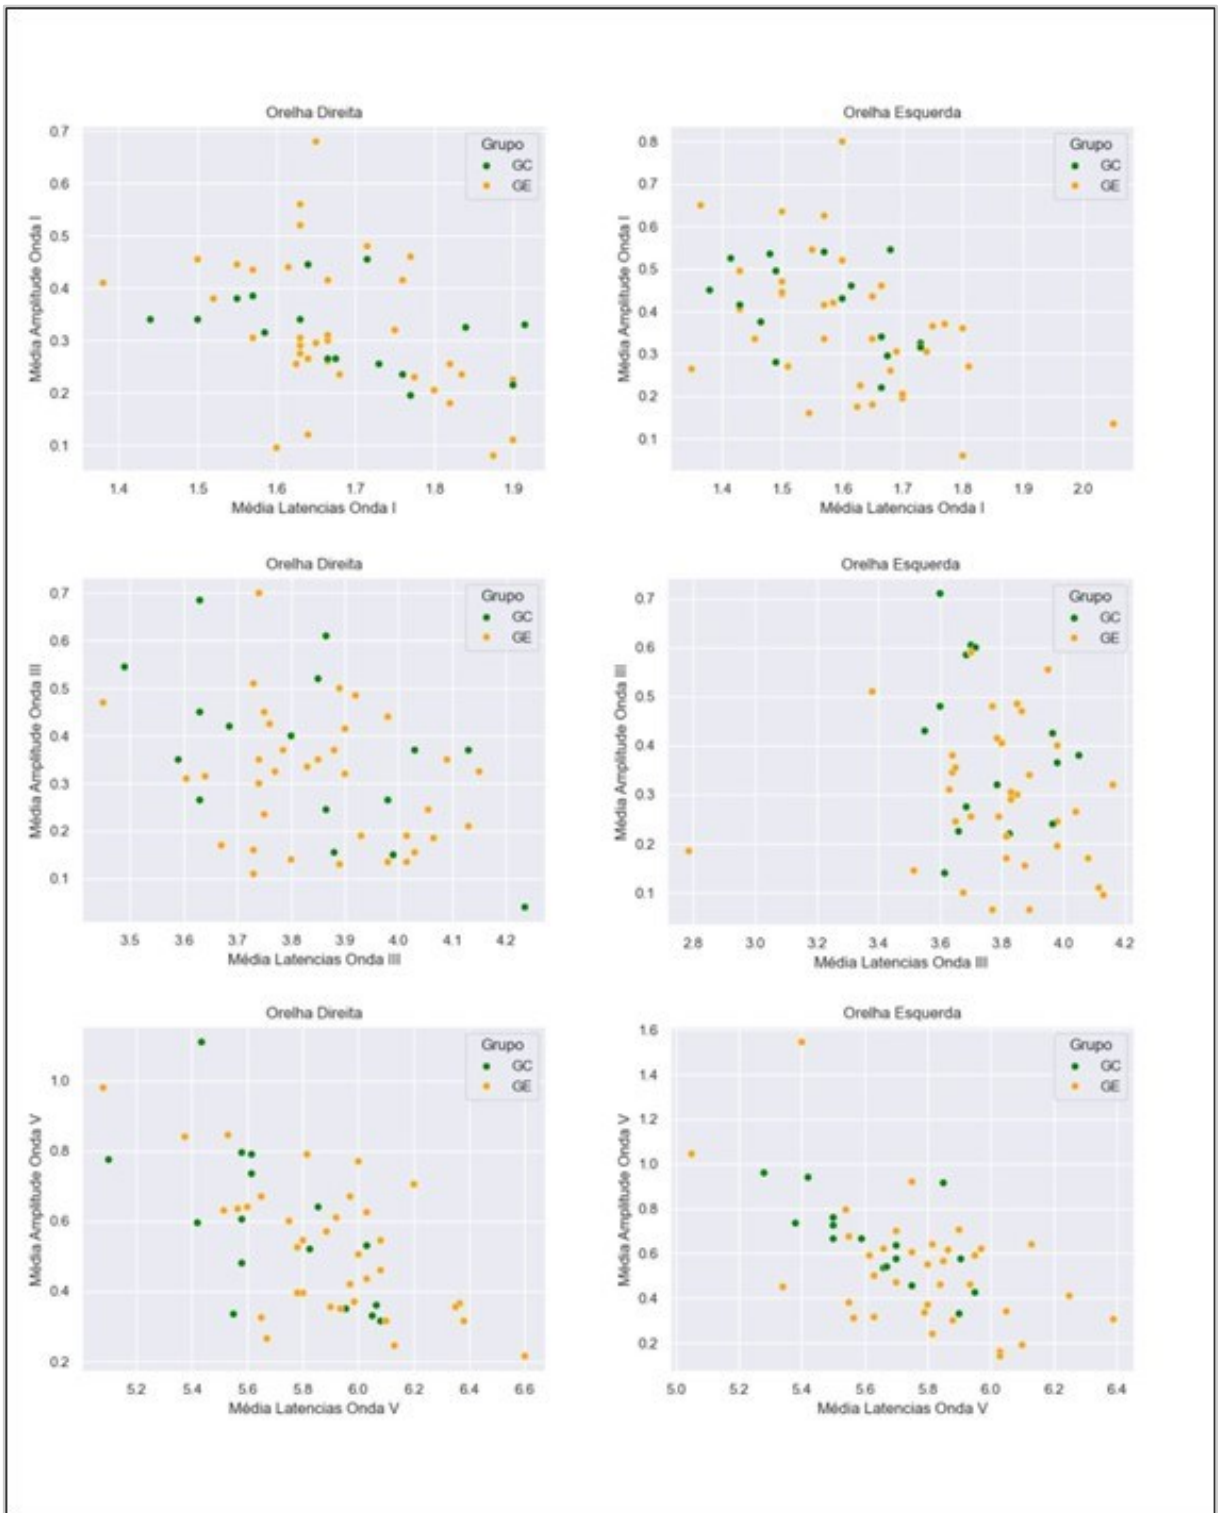 Orelha Direita
Média Amplitude Onda I
0.7
0.6
0.5
0.4
0.3
0.2
0.1
Grupo
GC
GE
1.4 1.5 1.6 1.7 1.8 1.9
Média Latencias Onda I
Orelha Esquerda
Média Amplitude Onda I
0.8
0.7
0.6
0.5
0.4
0.3
0.2
0.1
Grupo
GC
GE
1.4 1.5 1.6 1.7 1.8 1.9 2.0
Média Latencias Onda I
Orelha Direita
Média Amplitude Onda III
0.7
0.6
0.5
0.4
0.3
0.2
0.1
Grupo
GC
GE
3.5 3.6 3.7 3.8 3.9 4.0 4.1 4.2
Média Latencias Onda III
Orelha Esquerda
Média Amplitude Onda III
0.7
0.6
0.5
0.4
0.3
0.2
0.1
Grupo
GC
GE
2.8 3.0 3.2 3.4 3.6 3.8 4.0 4.2
Média Latencias Onda III
Orelha Direita
Média Amplitude Onda V
1.0
0.8
0.6
0.4
0.2
Grupo
GC
GE
5.2 5.4 5.6 5.8 6.0 6.2 6.4 6.6
Média Latencias Onda V
Orelha Esquerda
Média Amplitude Onda V
1.6
1.4
1.2
1.0
0.8
0.6
0.4
0.2
Grupo
GC
GE
5.0 5.2 5.4 5.6 5.8 6.0 6.2 6.4
Média Latencias Onda V